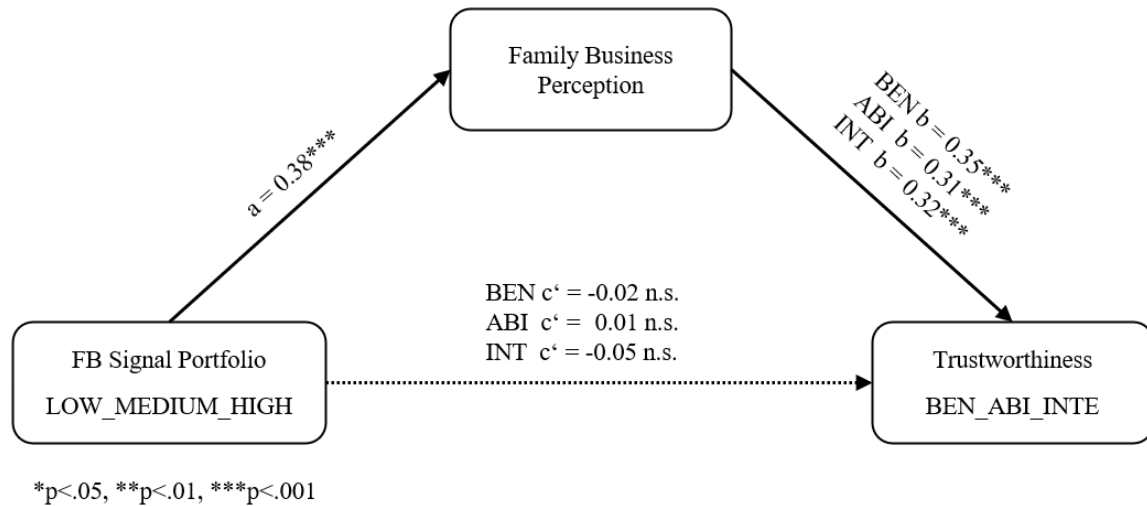 Family Business
Perception
a = 0.38***
BEN b = 0.35***
ABI b = 0.31***
INT b = 0.32***
BEN c‘ = -0.02 n.s.
ABI c‘ = 0.01 n.s.
INT c‘ = -0.05 n.s.
FB Signal Portfolio
LOW_MEDIUM_HIGH
Trustworthiness
BEN_ABI_INTE
*p<.05, **p<.01, ***p<.001